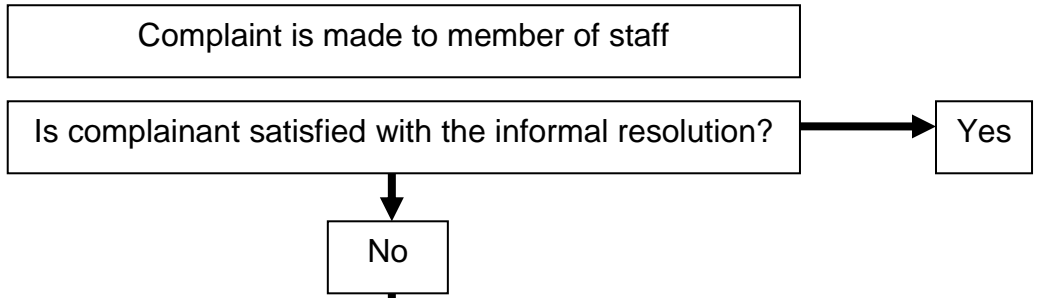 Complaint is made to member of staff
Is complainant satisfied with the informal resolution?
Yes
No